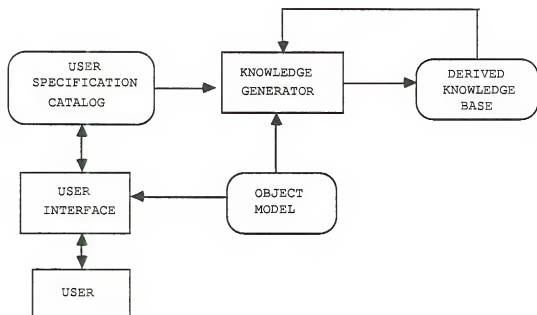 USER
SPECIFICATION
CATALOG
KNOWLEDGE
GENERATOR
DERIVED
KNOWLEDGE
BASE
USER
INTERFACE
OBJECT
MODEL
USER